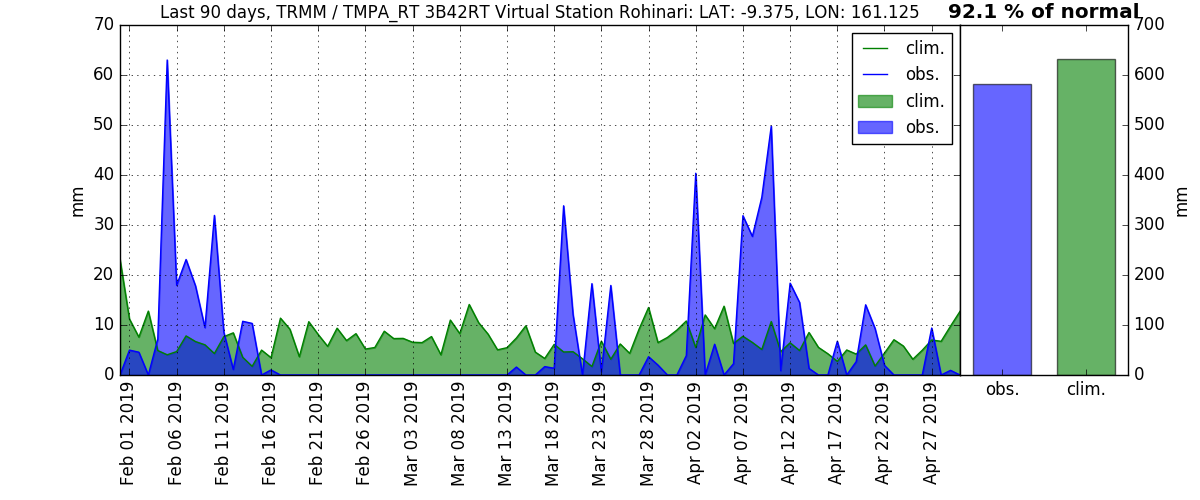 Last 90 days, TRMM / TMPA_RT 3B42RT Virtual Station Rohinari: LAT: -9.375, LON: 161.125
92.1 % of normal
70
60
50
40
30
20
10
0
mm
clim.
obs.
clim.
obs.
Feb 01 2019
Feb 06 2019
Feb 11 2019
Feb 16 2019
Feb 21 2019
Feb 26 2019
Mar 03 2019
Mar 08 2019
Mar 13 2019
Mar 18 2019
Mar 23 2019
Mar 28 2019
Apr 02 2019
Apr 07 2019
Apr 12 2019
Apr 17 2019
Apr 22 2019
Apr 27 2019
700
600
500
400
300
200
100
0
mm
obs.
clim.